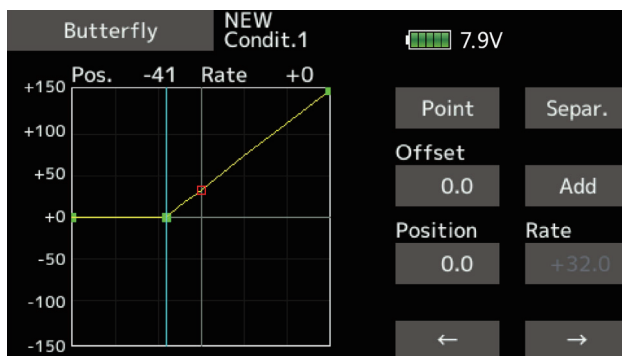 Butterfly
NEW
Condit.1
7.9V
Pos. -41 Rate +0
+150
+100
+50
+0
-50
-100
-150
Point Separ.
Offset
0.0 Add
Position Rate
0.0 +32.0
← →